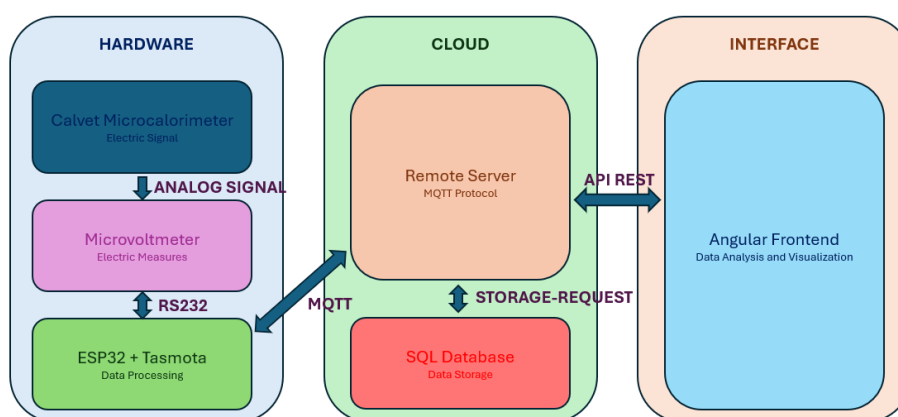 HARDWARE
Calvet Microcalorimeter
Electric Signal
ANALOG SIGNAL
Microvoltmeter
Electric Measures
RS232
ESP32 + Tasmota
Data Processing
MQTT
CLOUD
Remote Server
MQTT Protocol
STORAGE-REQUEST
SQL Database
Data Storage
API REST
INTERFACE
Angular Frontend
Data Analysis and Visualization